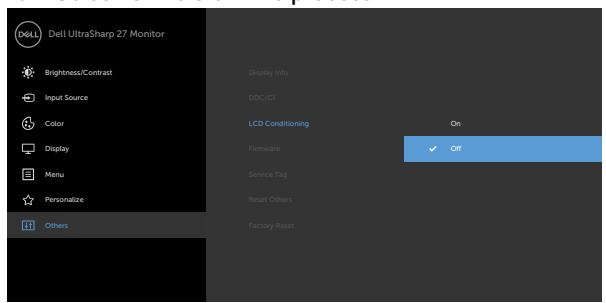 DELL Dell UltraSharp 27 Monitor
Brightness/Contrast Display Info
Input Source DDC/CI
Color LCD Conditioning On
Display Firmware Off
Menu Service Tag
Personalize Reset Others
Others Factory Reset